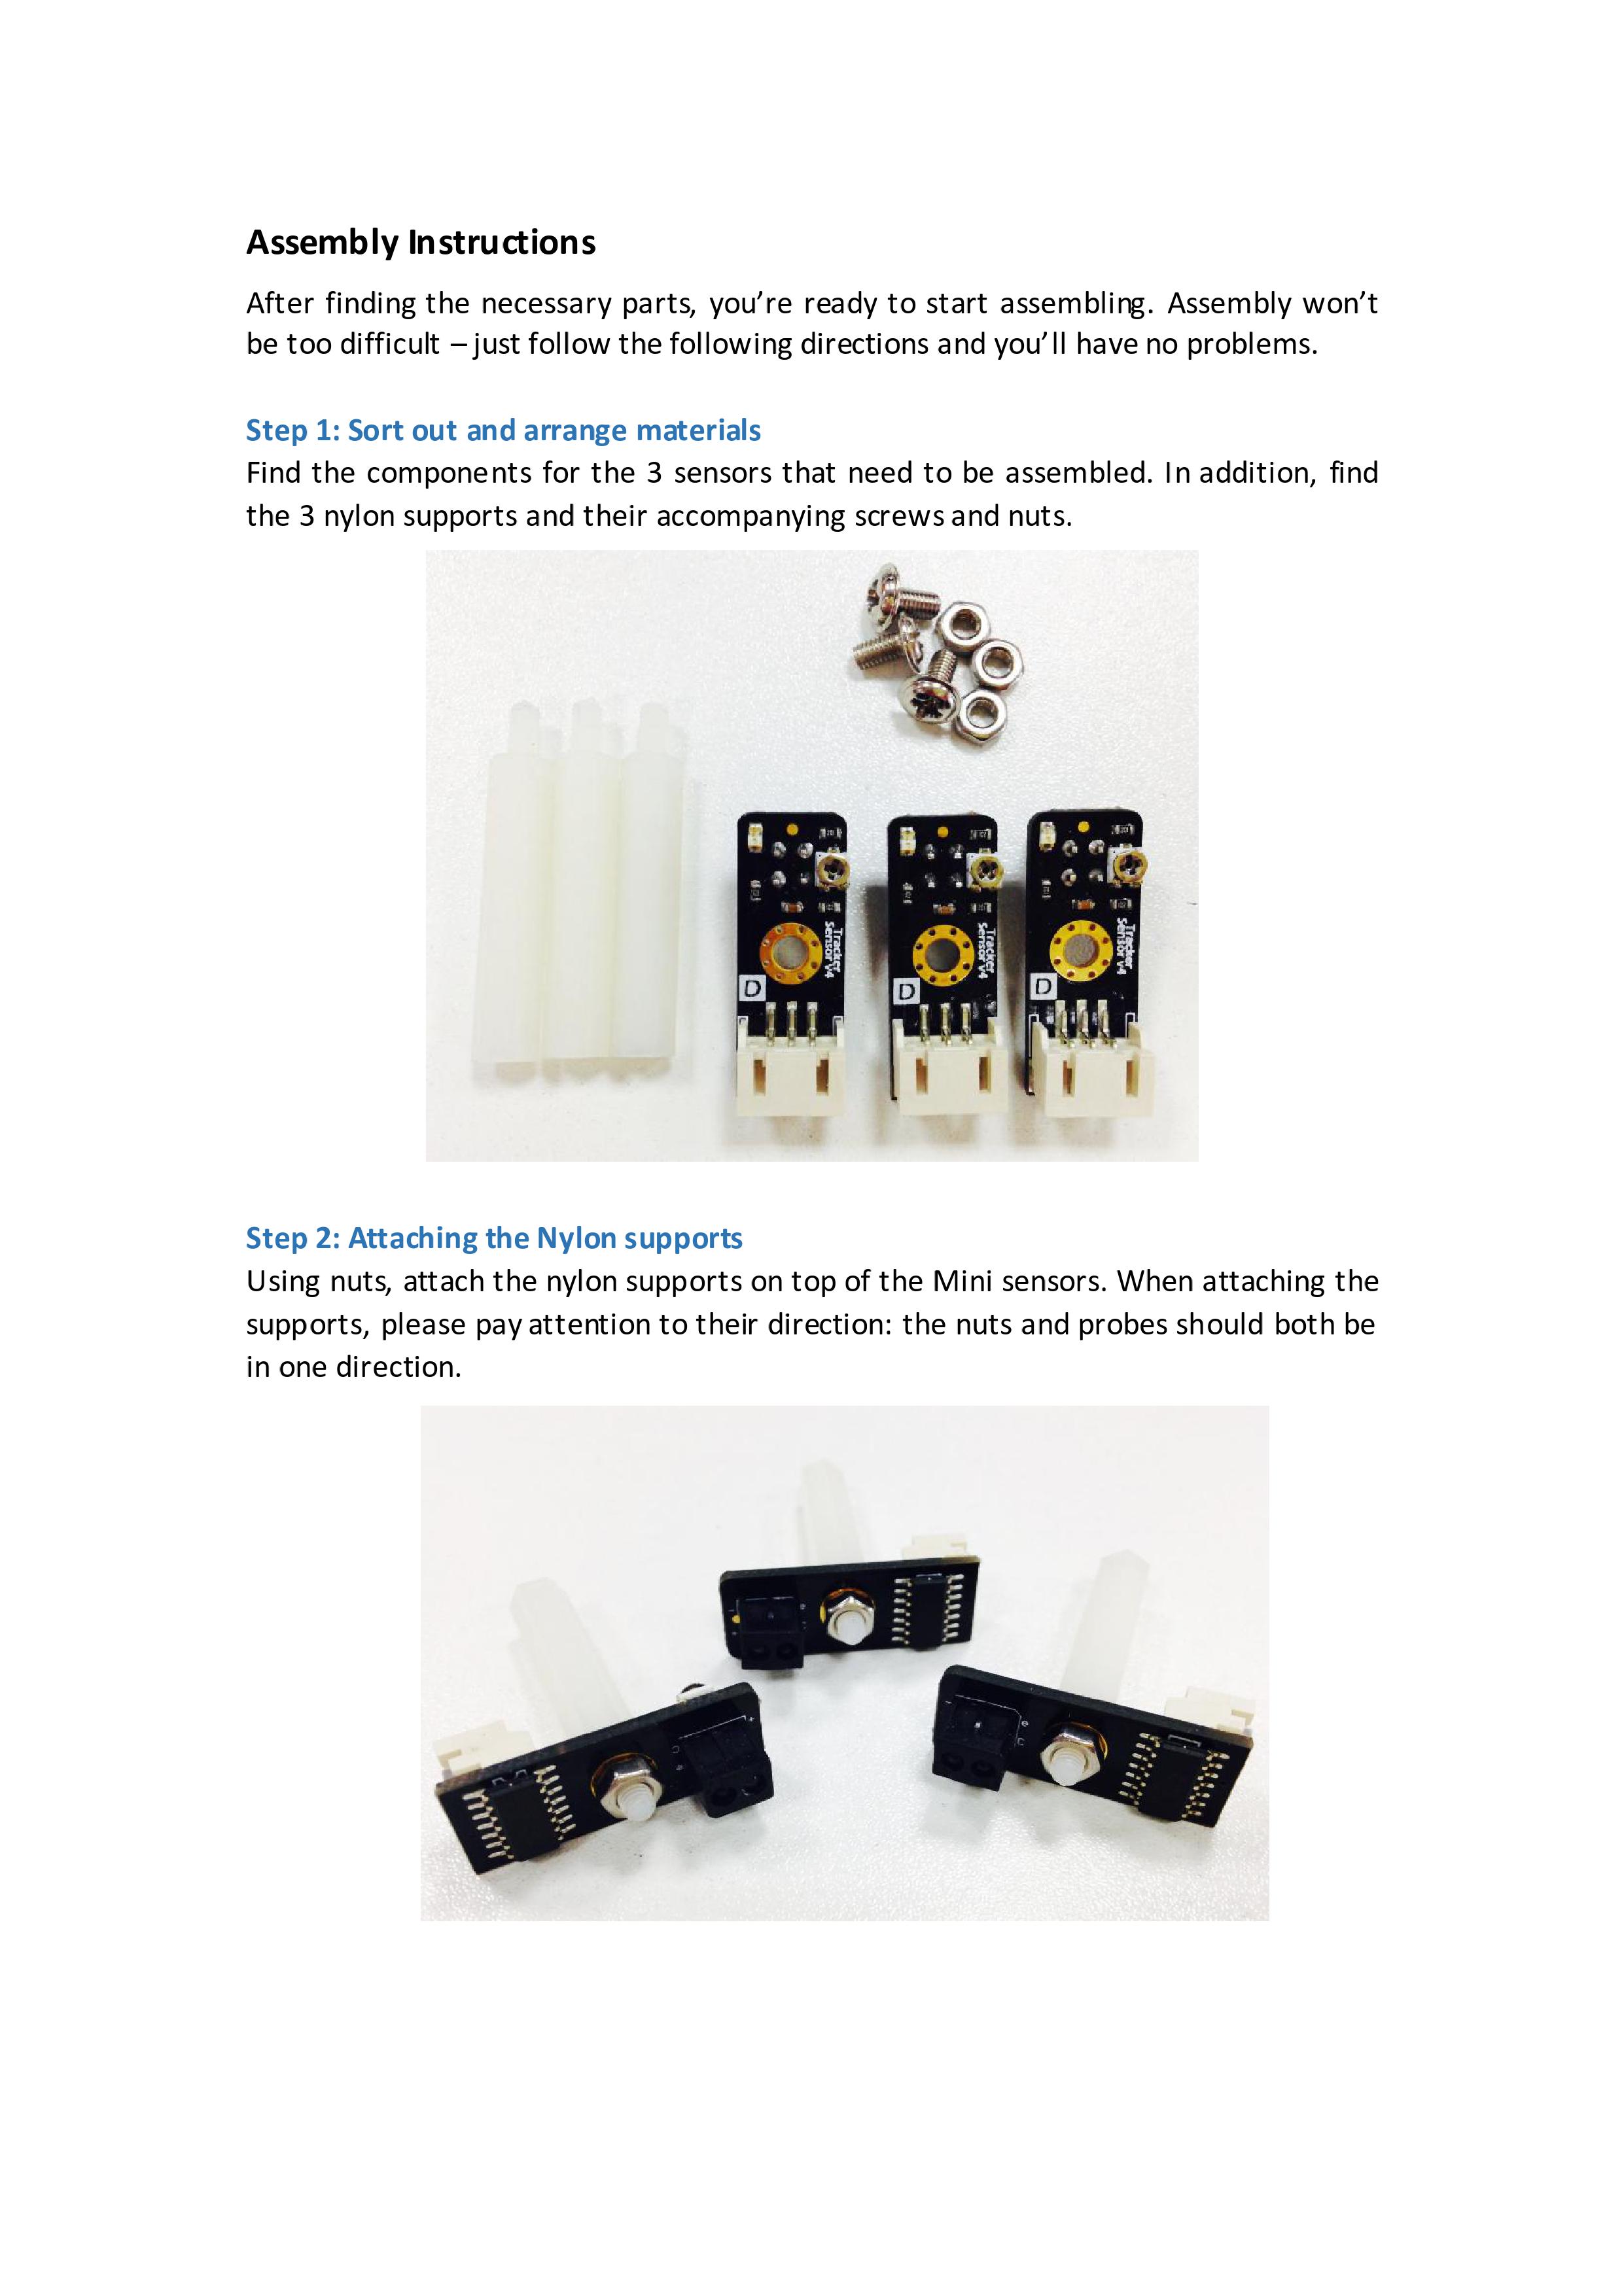 Assembly Instructions
After finding the necessary parts, you’re ready to start assembling. Assembly won’t
be too difficult – just follow the following directions and you’ll have no problems.
Step 1: Sort out and arrange materials
Find the components for the 3 sensors that need to be assembled. In addition, find
the 3 nylon supports and their accompanying screws and nuts.
Tracker
Sensor V4
D
Tracker
Sensor V4
D
Tracker
Sensor V4
D
Step 2: Attaching the Nylon supports
Using nuts, attach the nylon supports on top of the Mini sensors. When attaching the
supports, please pay attention to their direction: the nuts and probes should both be
in one direction.